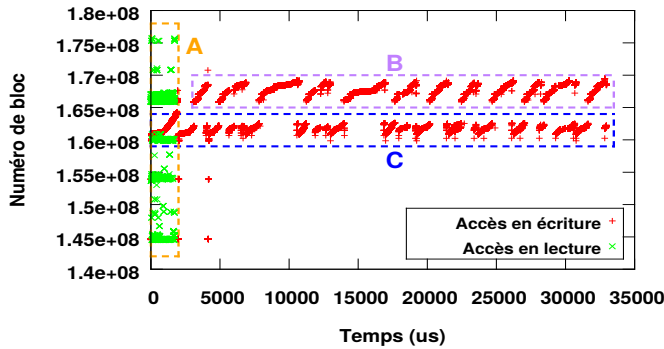 1.8e+08
1.75e+08
1.7e+08
1.65e+08
1.6e+08
1.55e+08
1.5e+08
1.45e+08
1.4e+08
Numéro de bloc
A
B
C
Accès en écriture
Accès en lecture
0 5000 10000 15000 20000 25000 30000 35000
Temps (us)